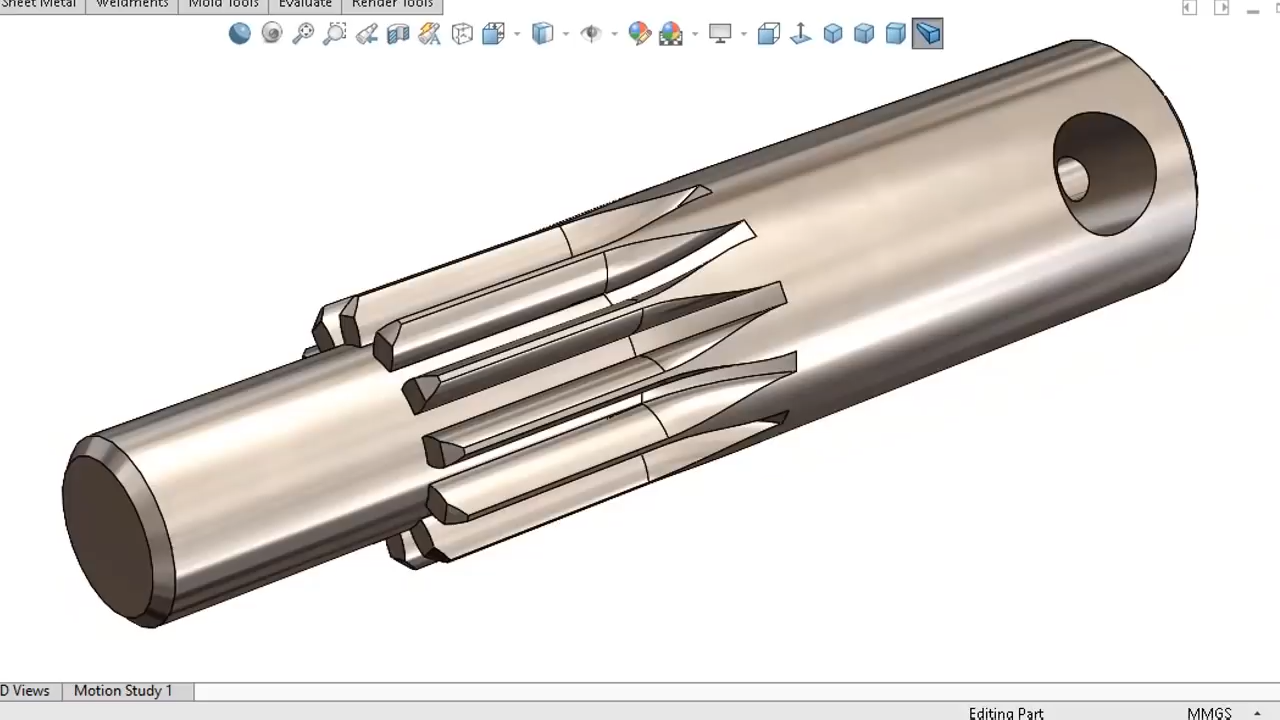 Sheet Metal Weldments Mold Tools Evaluate Render Tools
D Views Motion Study 1
Editing Part MMGS